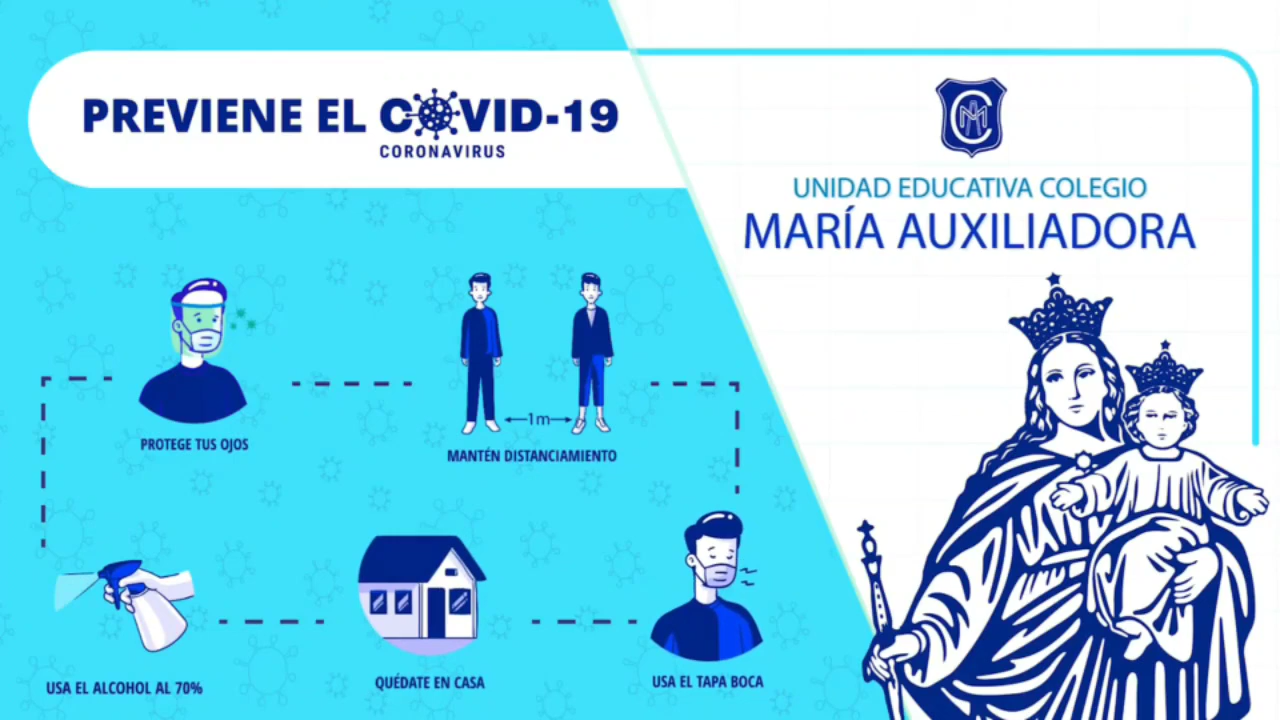 PREVIENE EL COVID-19
CORONAVIRUS
UNIDAD EDUCATIVA COLEGIO
MARÍA AUXILIADORA
PROTEGE TUS OJOS
1m
MANTÉN DISTANCIAMIENTO
USA EL ALCOHOL AL 70%
QUÉDATE EN CASA
USA EL TAPA BOCA